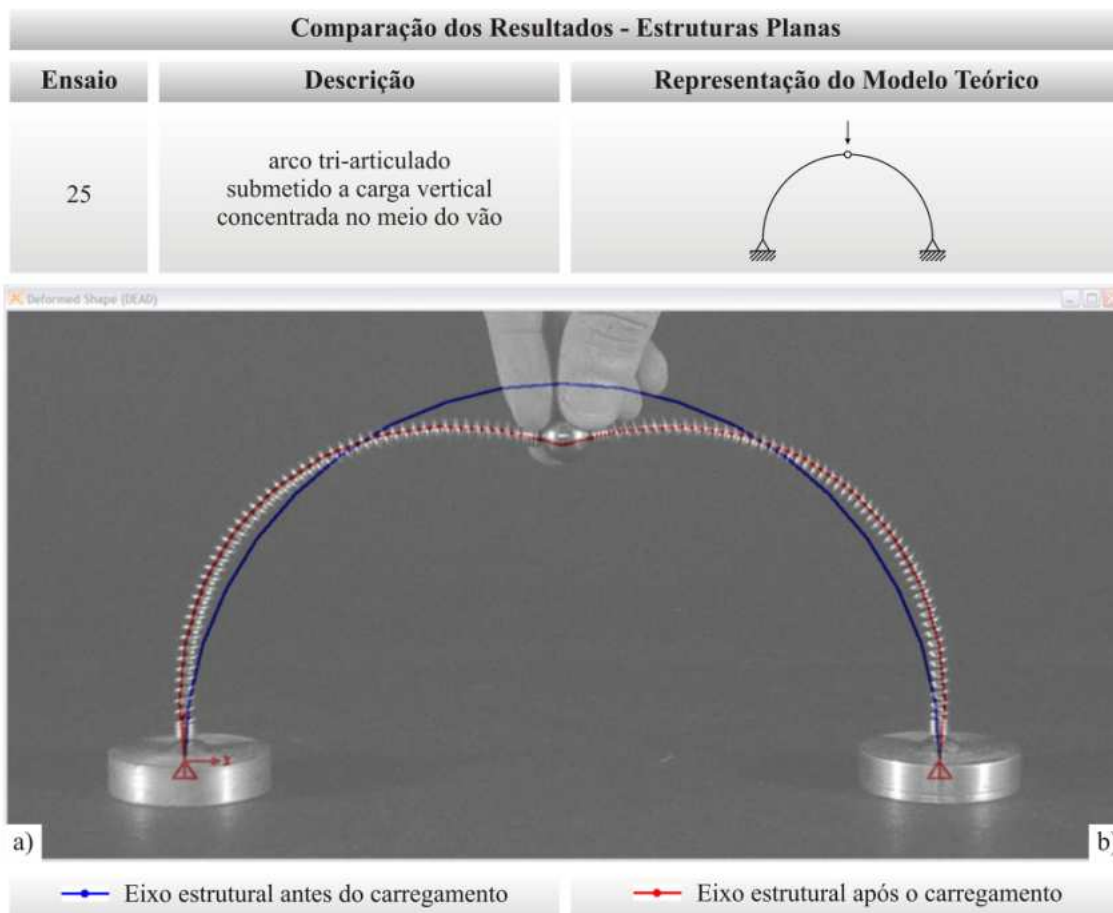 Comparação dos Resultados - Estruturas Planas
Ensaio
Descrição
Representação do Modelo Teórico
25
arco tri-articulado
submetido a carga vertical
concentrada no meio do vão
Deformed Shape (DEAD)
X
a)
b)
Eixo estrutural antes do carregamento
Eixo estrutural após o carregamento